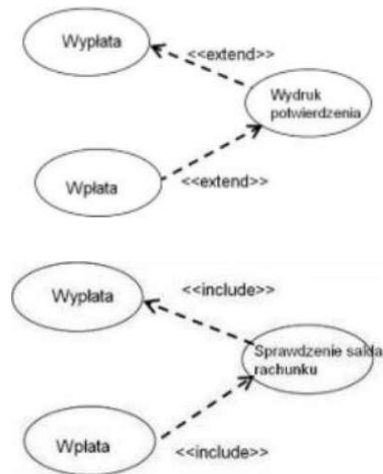 Wypłata
<<extend>>
Wydruk
potwierdzenia
Wpłata
<<extend>>
Wypłata
<<include>>
Sprawdzenie salda
rachunku
Wpłata
<<include>>